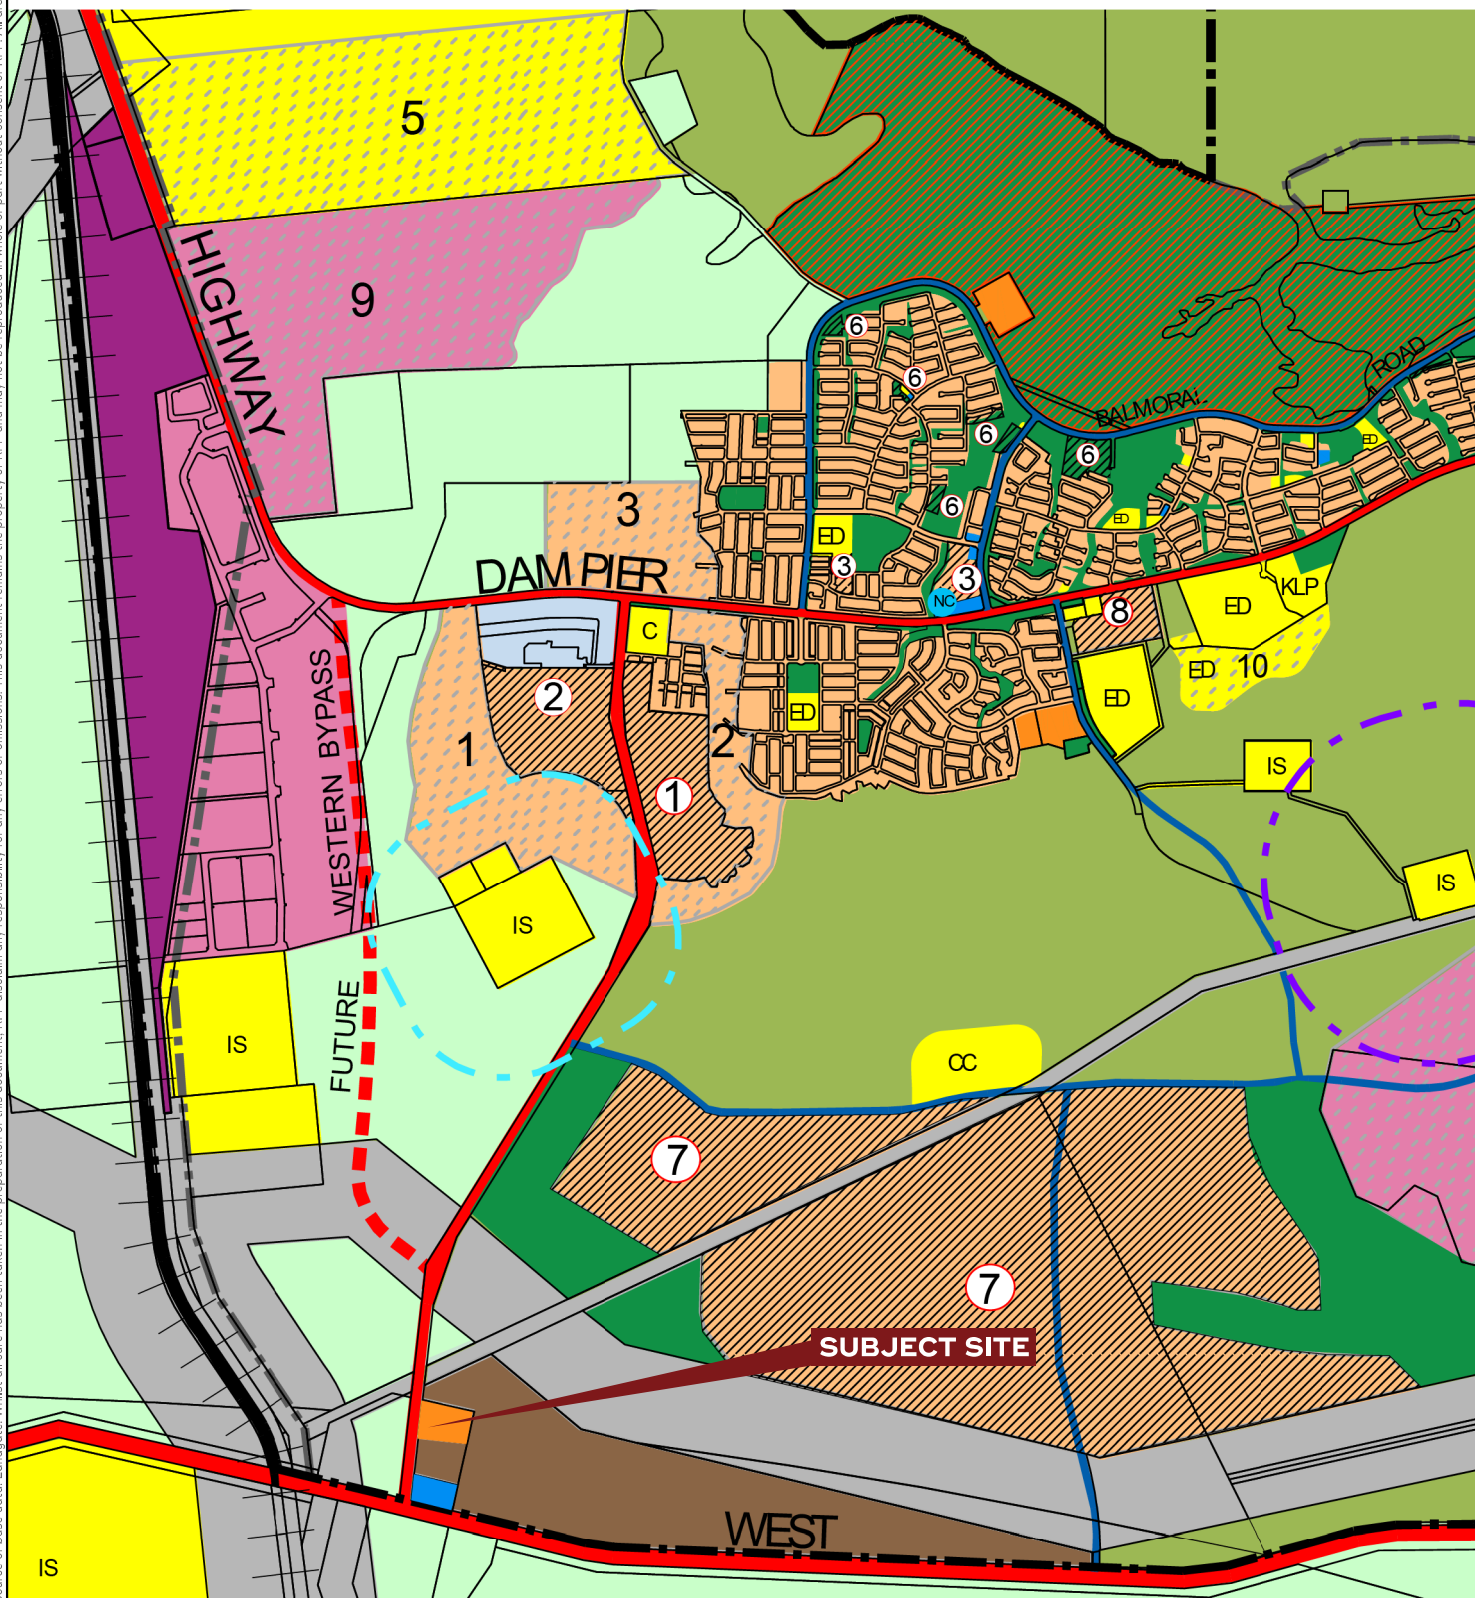 5
9
HIGHWAY
6
6
6
6
6
ROAD
BALMORAL
ED
ED
3
ED
3
3
NC
DAMPIER
KLP
ED
8
ED 10
ED
C
2
1
2
ED
1
WESTERN BYPASS
FUTURE
IS
IS
IS
IS
CC
7
7
SUBJECT SITE
WEST
IS